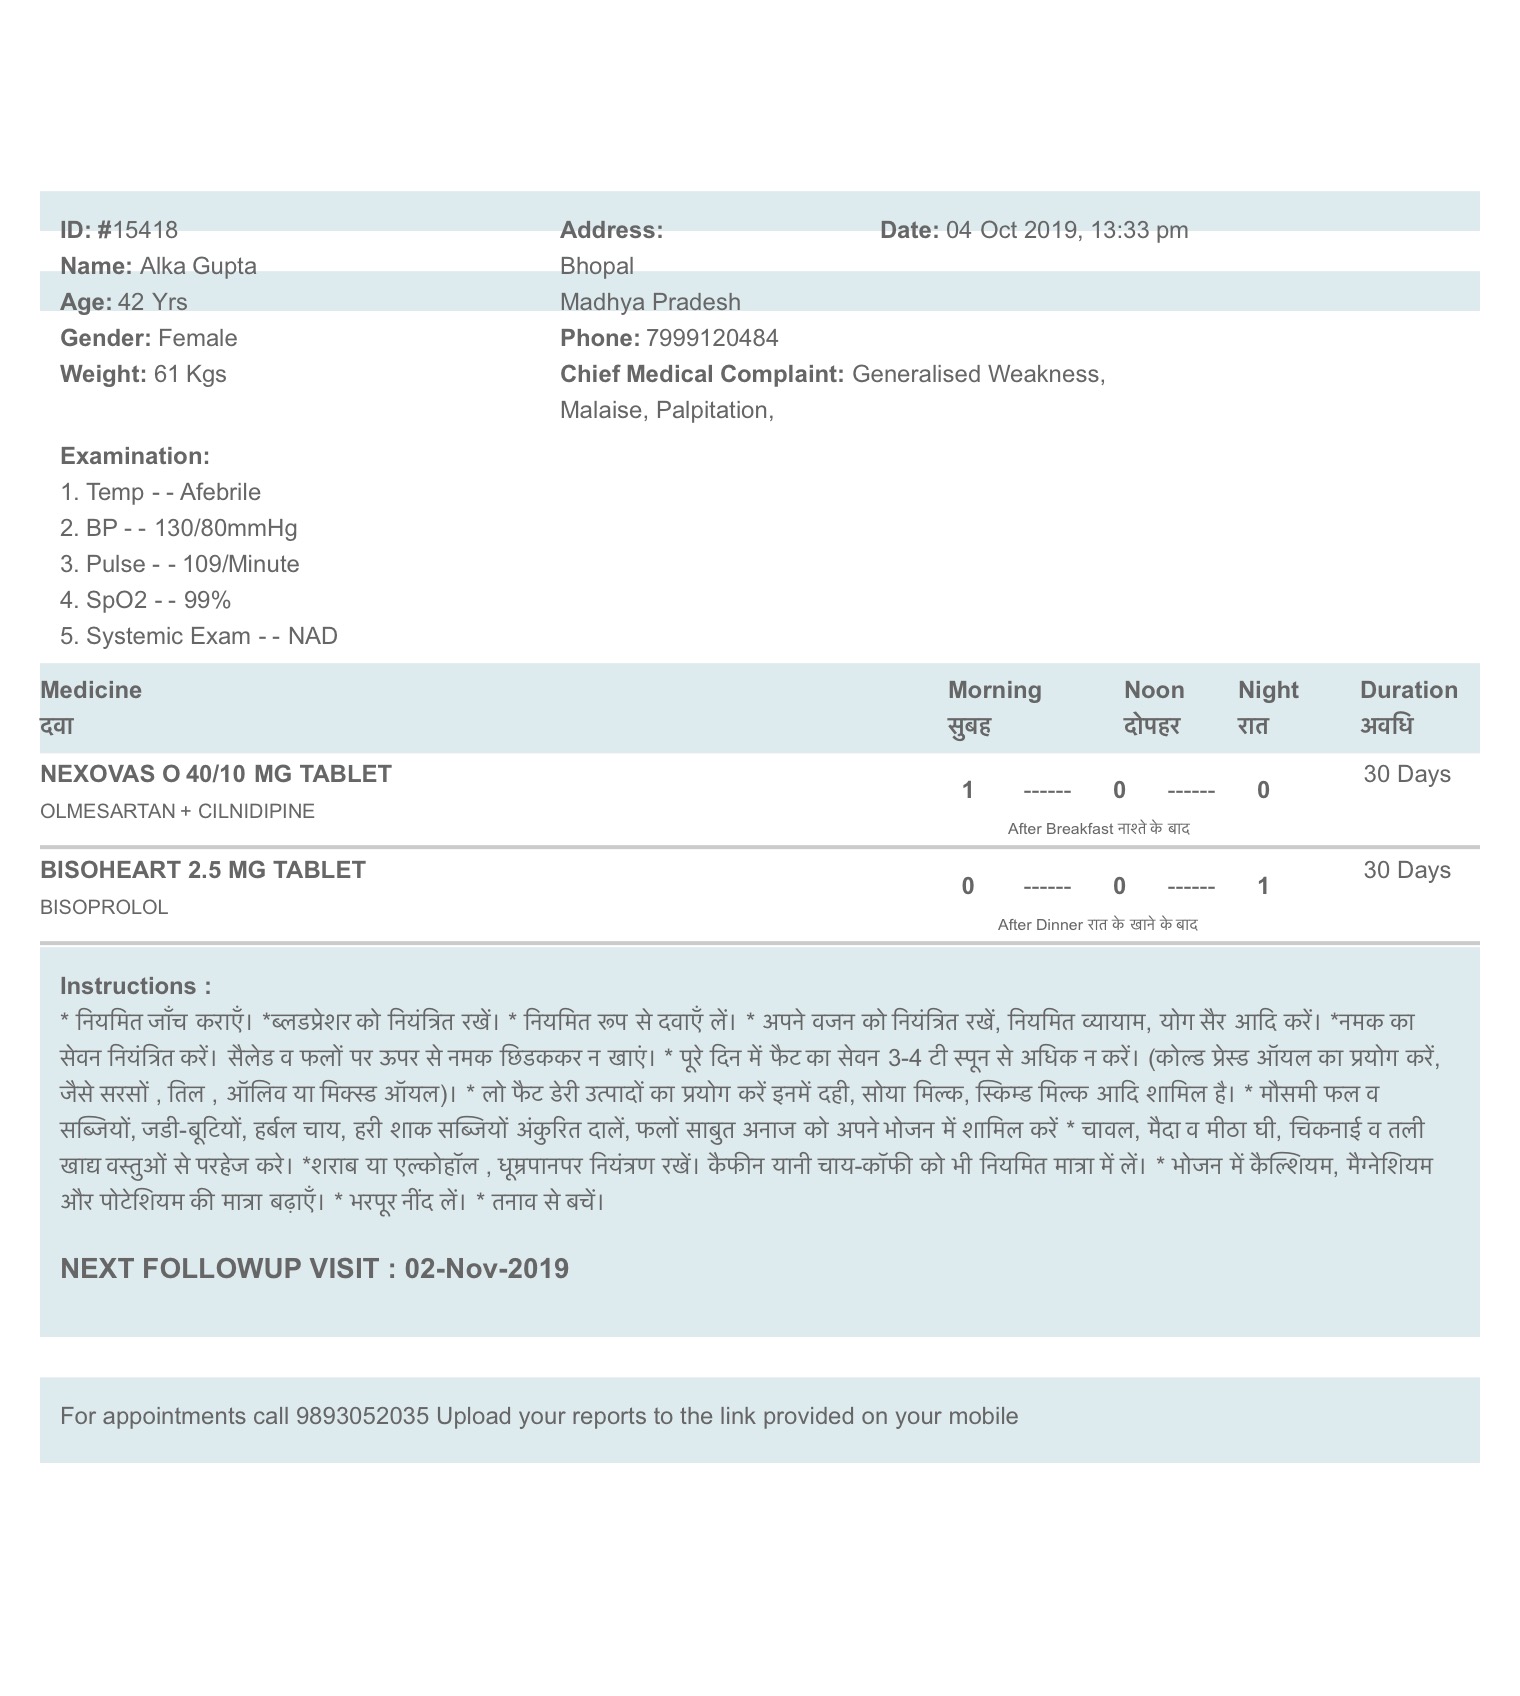 ID: #15418 Address: Date: 04 Oct 2019, 13:33 pm
Name: Alka Gupta Bhopal
Age: 42 Yrs Madhya Pradesh
Gender: Female Phone: 7999120484
Weight: 61 Kgs Chief Medical Complaint: Generalised Weakness,
Malaise, Palpitation,
Examination:
1. Temp - - Afebrile
2. BP - - 130/80mmHg
3. Pulse - - 109/Minute
4. SpO2 - - 99%
5. Systemic Exam - - NAD
Medicine Morning Noon Night Duration
दवा सुबह दोपहर रात अवधि
NEXOVAS O 40/10 MG TABLET 30 Days
1 ------ 0 ------ 0
OLMESARTAN + CILNIDIPINE
After Breakfast नाश्ते के बाद
BISOHEART 2.5 MG TABLET 30 Days
0 ------ 0 ------ 1
BISOPROLOL
After Dinner रात के खाने के बाद
Instructions :
* नियमित जाँच कराएँ। *ब्लडप्रेशर को नियंत्रित रखें। * नियमित रूप से दवाएँ लें। * अपने वजन को नियंत्रित रखें, नियमित व्यायाम, योग सैर आदि करें। *नमक का
सेवन नियंत्रित करें। सैलेड व फलों पर ऊपर से नमक छिडककर न खाएं। * पूरे दिन में फैट का सेवन 3-4 टी स्पून से अधिक न करें। (कोल्ड प्रेस्ड ऑयल का प्रयोग करें,
जैसे सरसों , तिल , ऑलिव या मिक्स्ड ऑयल)। * लो फैट डेरी उत्पादों का प्रयोग करें इनमें दही, सोया मिल्क, स्किम्ड मिल्क आदि शामिल है। * मौसमी फल व
सब्जियों, जडी-बूटियों, हर्बल चाय, हरी शाक सब्जियों अंकुरित दालें, फलों साबुत अनाज को अपने भोजन में शामिल करें * चावल, मैदा व मीठा घी, चिकनाई व तली
खाद्य वस्तुओं से परहेज करे। *शराब या एल्कोहॉल , धूम्रपानपर नियंत्रण रखें। कैफीन यानी चाय-कॉफी को भी नियमित मात्रा में लें। * भोजन में कैल्शियम, मैग्नेशियम
और पोटेशियम की मात्रा बढ़ाएँ। * भरपूर नींद लें। * तनाव से बचें।
NEXT FOLLOWUP VISIT : 02-Nov-2019
For appointments call 9893052035 Upload your reports to the link provided on your mobile